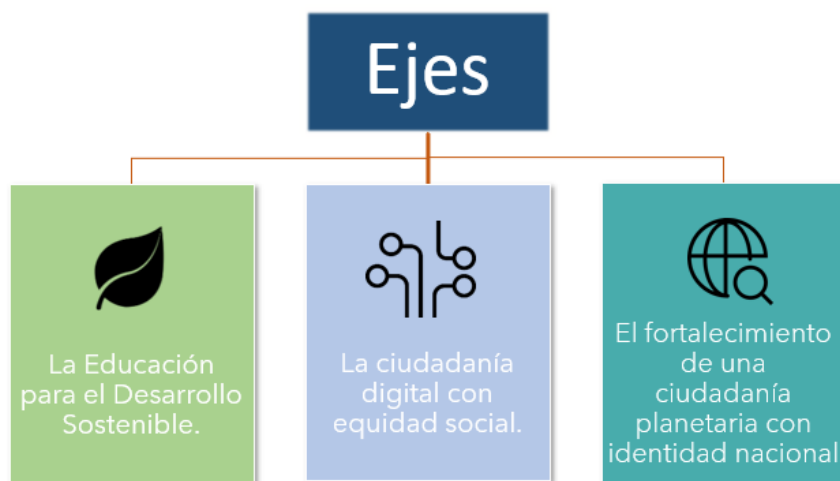 Ejes
La Educación
para el Desarrollo
Sostenible.
La ciudadanía
digital con
equidad social.
El fortalecimiento
de una
ciudadanía
planetaria con
identidad nacional